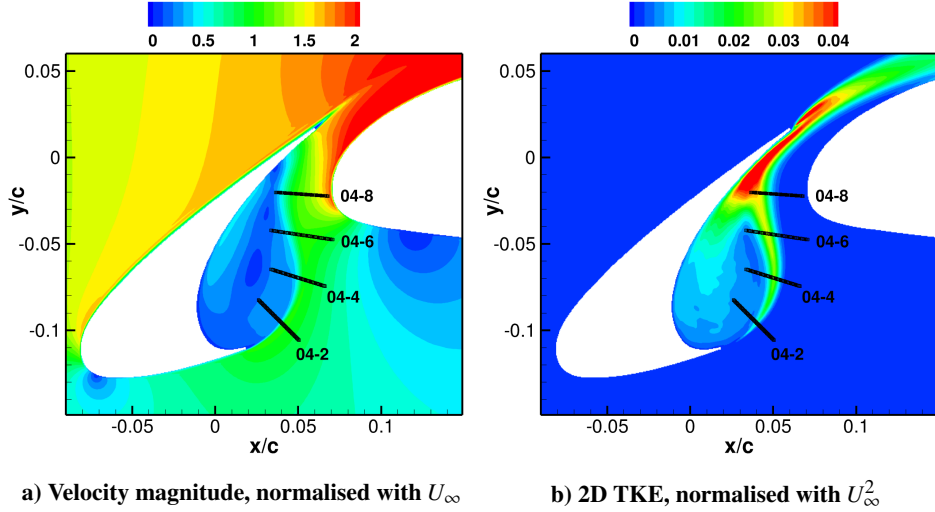 0 0.5 1 1.5 2
0.05
0
-0.05
-0.1
y/c
04-8
04-6
04-4
04-2
-0.05 0 0.05 0.1
x/c
a) Velocity magnitude, normalised with U∞
0 0.01 0.02 0.03 0.04
0.05
0
-0.05
-0.1
y/c
04-8
04-6
04-4
04-2
-0.05 0 0.05 0.1
x/c
b) 2D TKE, normalised with U²∞